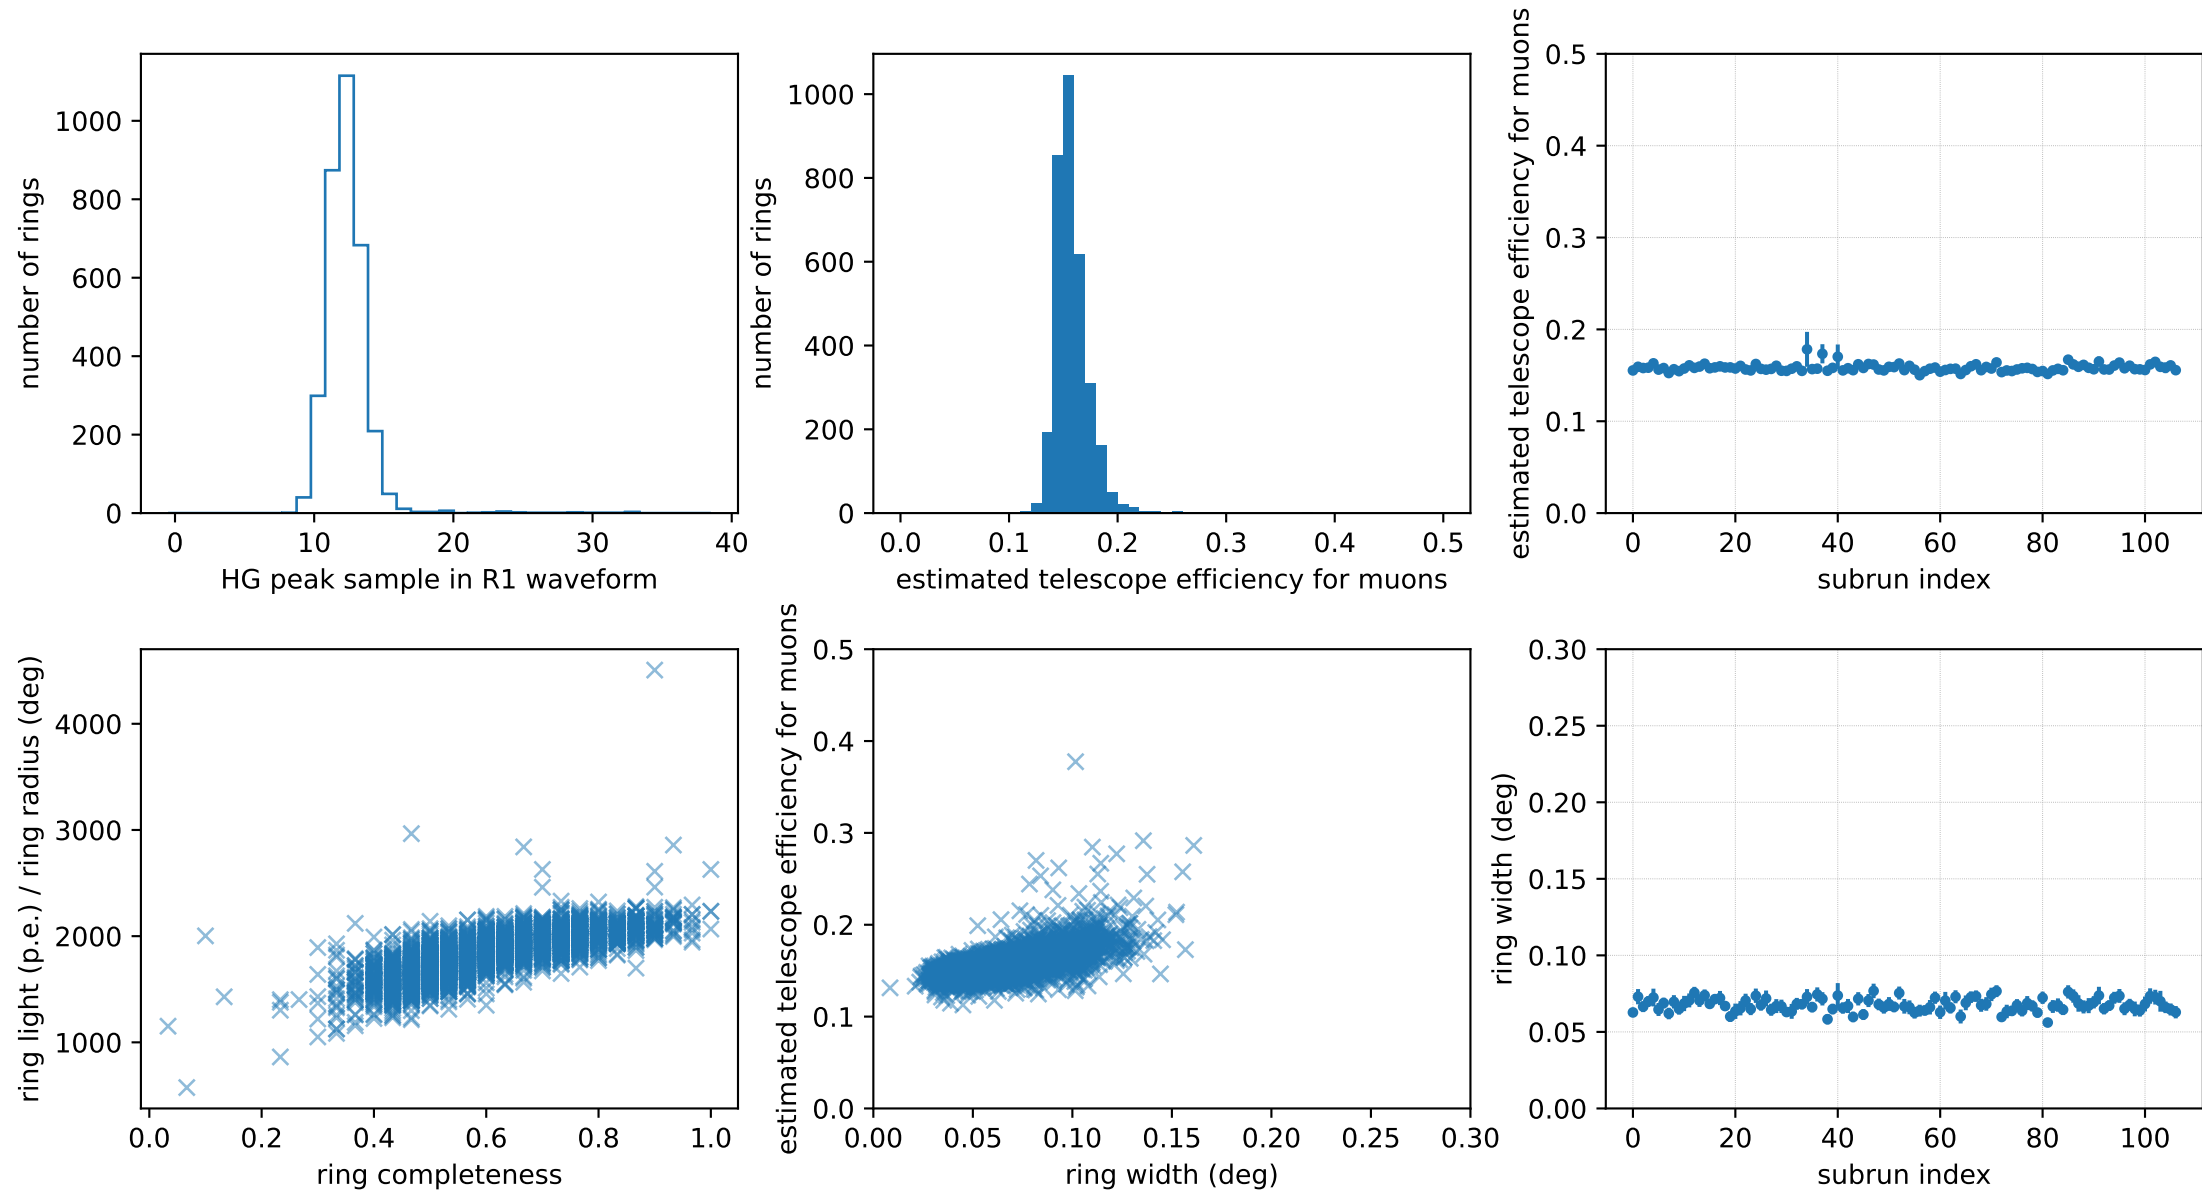 number of rings
1000
800
600
400
200
0
0 10 20 30 40
HG peak sample in R1 waveform
number of rings
1000
800
600
400
200
0
0.0 0.1 0.2 0.3 0.4 0.5
estimated telescope efficiency for muons
estimated telescope efficiency for muons
0.5
0.4
0.3
0.2
0.1
0.0
0 20 40 60 80 100
subrun index
ring light (p.e.) / ring radius (deg)
4000
3000
2000
1000
0.0 0.2 0.4 0.6 0.8 1.0
ring completeness
estimated telescope efficiency for muons
0.5
0.4
0.3
0.2
0.1
0.0
0.00 0.05 0.10 0.15 0.20 0.25 0.30
ring width (deg)
ring width (deg)
0.30
0.25
0.20
0.15
0.10
0.05
0.00
0 20 40 60 80 100
subrun index